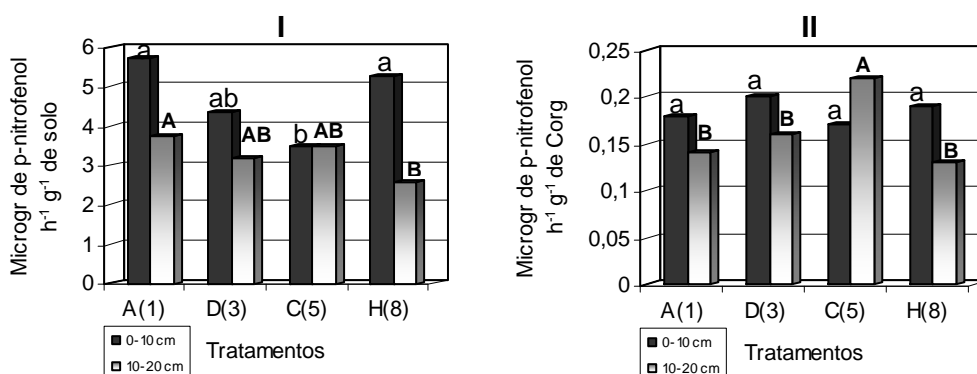 I
Microgr de p-nitrofenol
h⁻¹ g⁻¹ de solo
6
5
4
3
2
1
0
a
A
ab
AB
b
AB
a
B
A(1)
D(3)
C(5)
H(8)
0-10 cm
10-20 cm
Tratamentos
II
Microgr de p-nitrofenol
h⁻¹ g⁻¹ de Corg
0,25
0,2
0,15
0,1
0,05
0
a
B
a
B
a
A
a
B
A(1)
D(3)
C(5)
H(8)
0-10 cm
10-20 cm
Tratamentos